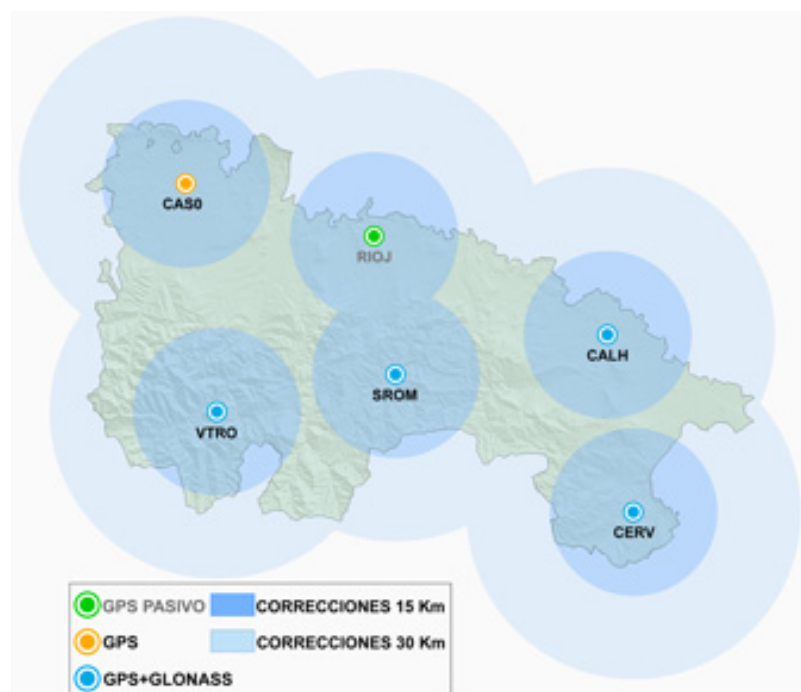 CAS0
RIOJ
CALH
SROM
VTRO
CERV
GPS PASIVO CORRECCIONES 15 Km
GPS CORRECCIONES 30 Km
GPS+GLONASS